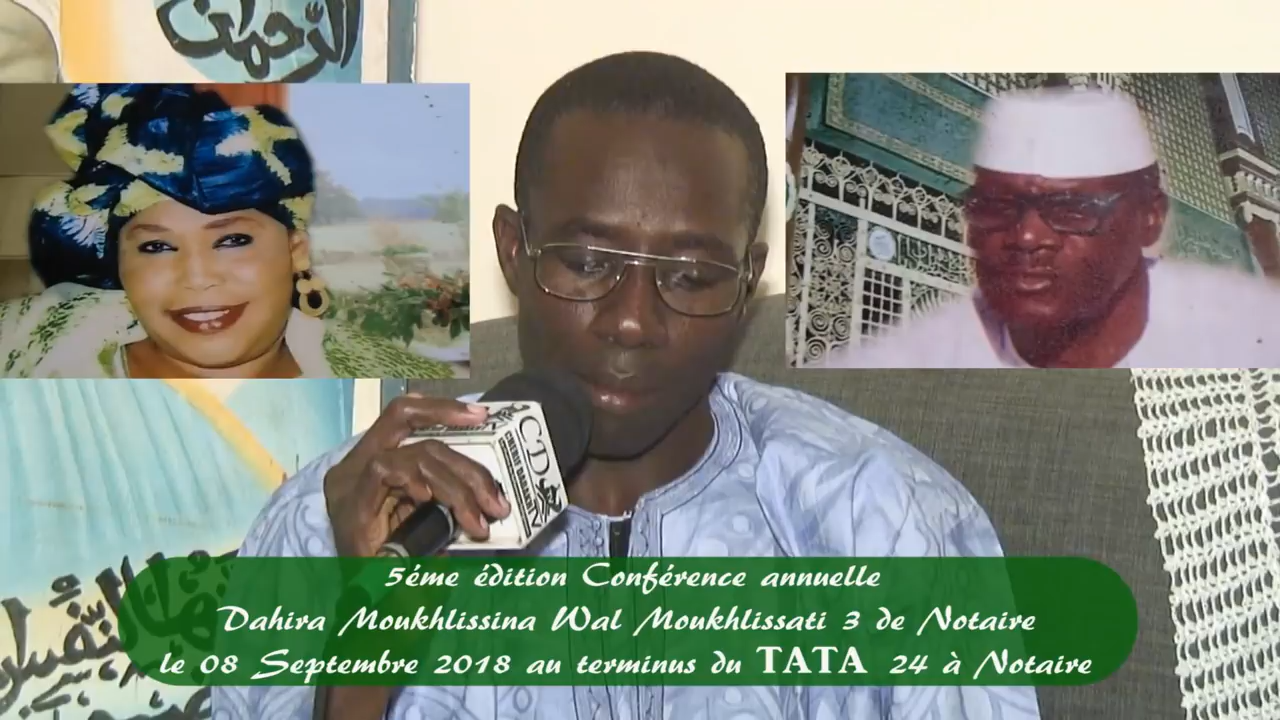 الرحمن
5éme édition Conférence annuelle
Dahira Moukhlissina Wal Moukhlissati 3 de Notaire
le 08 Septembre 2018 au terminus du TATA 24 à Notaire
CD